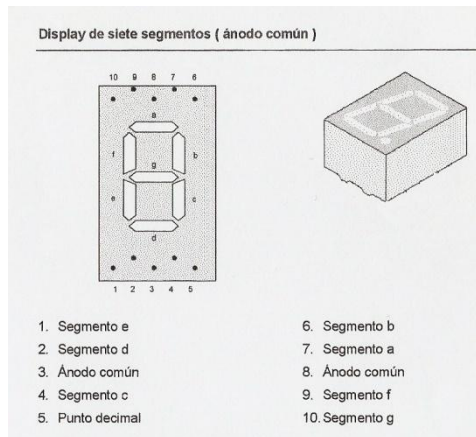 Display de siete segmentos ( ánodo común )
10 9 8 7 6
a
f b
g
e c
d
1 2 3 4 5
1. Segmento e
2. Segmento d
3. Ánodo común
4. Segmento c
5. Punto decimal
6. Segmento b
7. Segmento a
8. Ánodo común
9. Segmento f
10. Segmento g